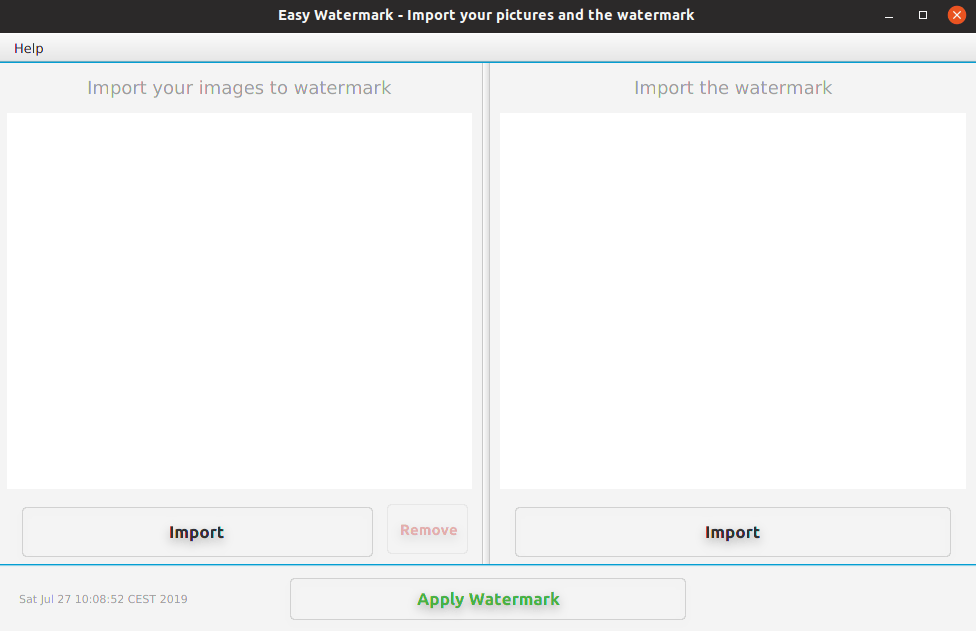 Easy Watermark - Import your pictures and the watermark
Help
Import your images to watermark
Import the watermark
Import
Remove
Import
Sat Jul 27 10:08:52 CEST 2019
Apply Watermark